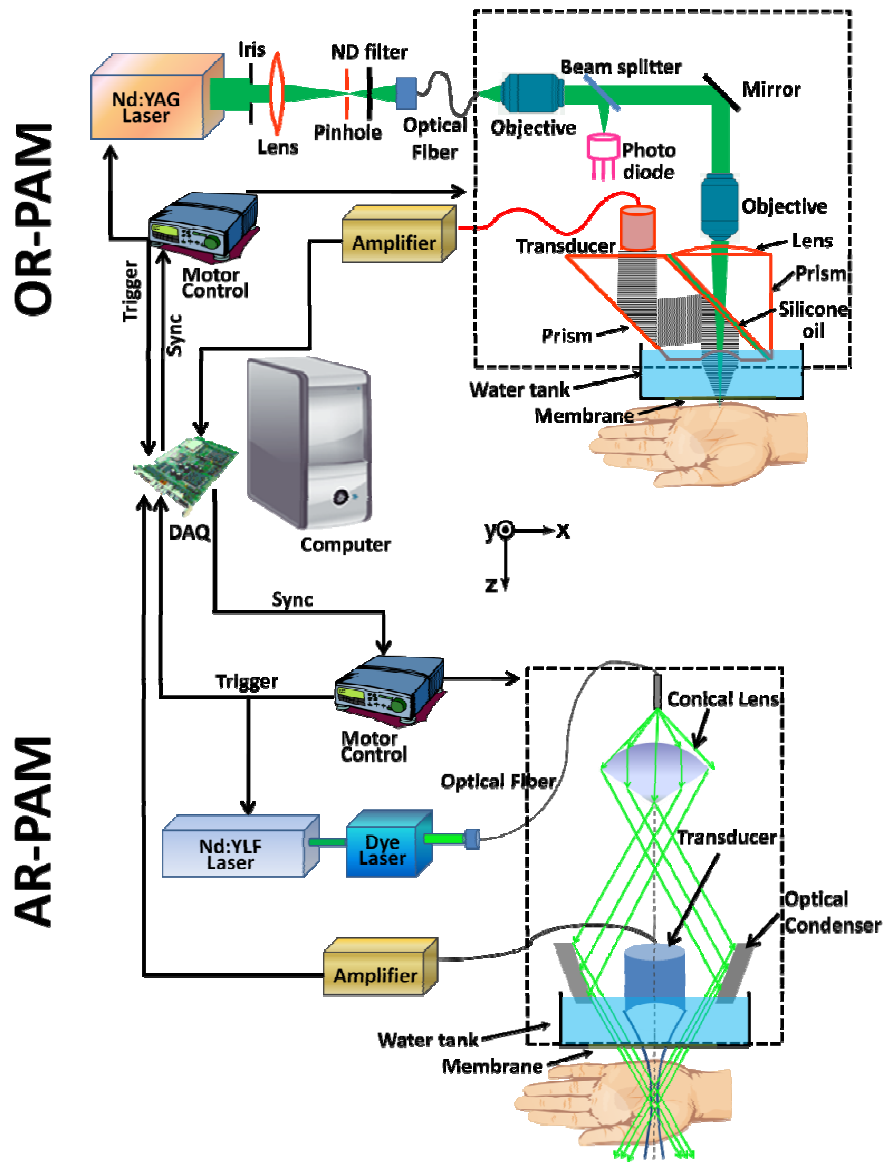 OR-PAM
Iris
ND filter
Nd:YAG
Laser
Lens
Pinhole
Optical
Fiber
Objective
Beam splitter
Mirror
Photo
diode
Objective
Lens
Prism
Silicone
oil
Transducer
Prism
Amplifier
Motor
Control
Trigger
Sync
Water tank
Membrane
DAQ
Computer
y
x
z
Sync
AR-PAM
Trigger
Motor
Control
Conical Lens
Optical Fiber
Nd:YLF
Laser
Dye
Laser
Transducer
Optical
Condenser
Amplifier
Water tank
Membrane